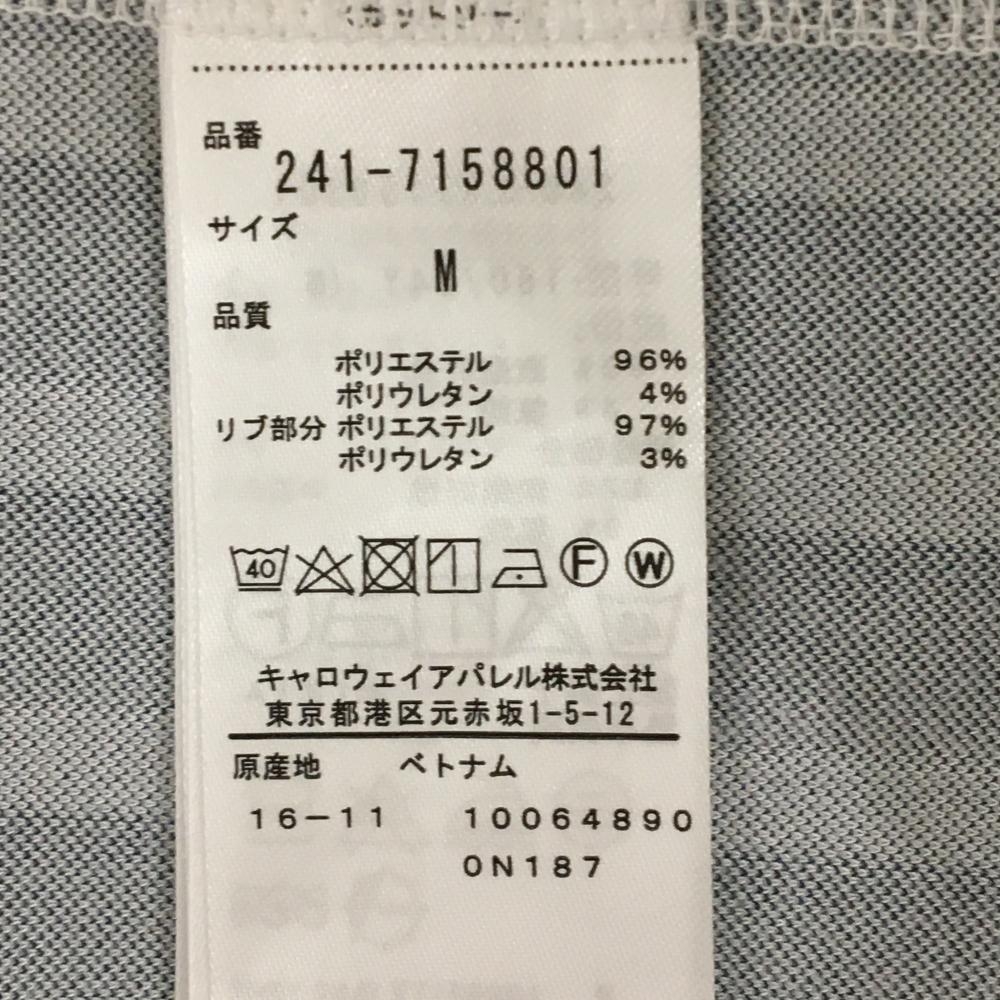 品番
241-7158801
サイズ
M
品質
ポリエステル 96%
ポリウレタン 4%
リブ部分 ポリエステル 97%
ポリウレタン 3%
40 F W
キャロウェイアパレル株式会社
東京都港区元赤坂1-5-12
原産地 ベトナム
16-11 10064890
0N187